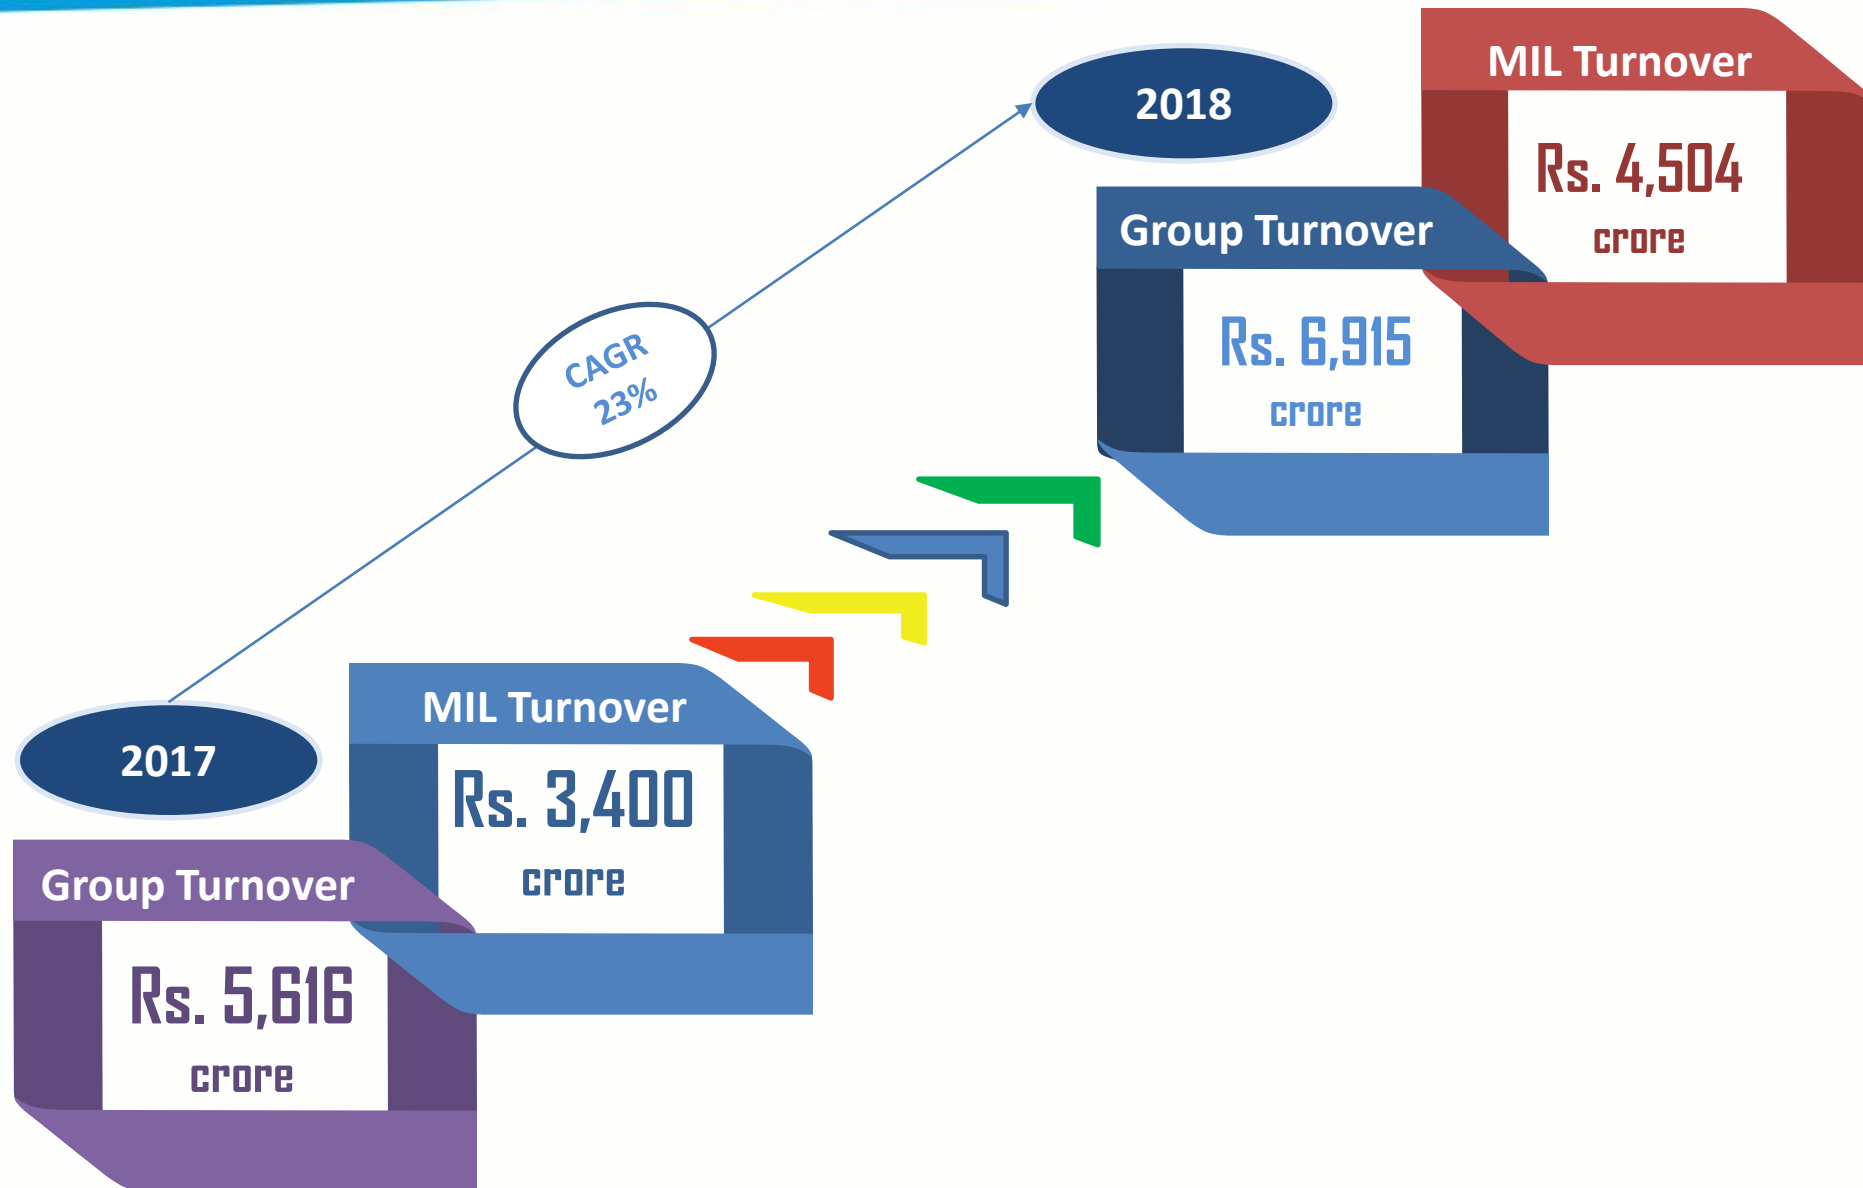 MIL Turnover
Rs. 4,504
crore
2018
Group Turnover
Rs. 6,915
crore
CAGR
23%
2017
MIL Turnover
Rs. 3,400
crore
Group Turnover
Rs. 5,616
crore